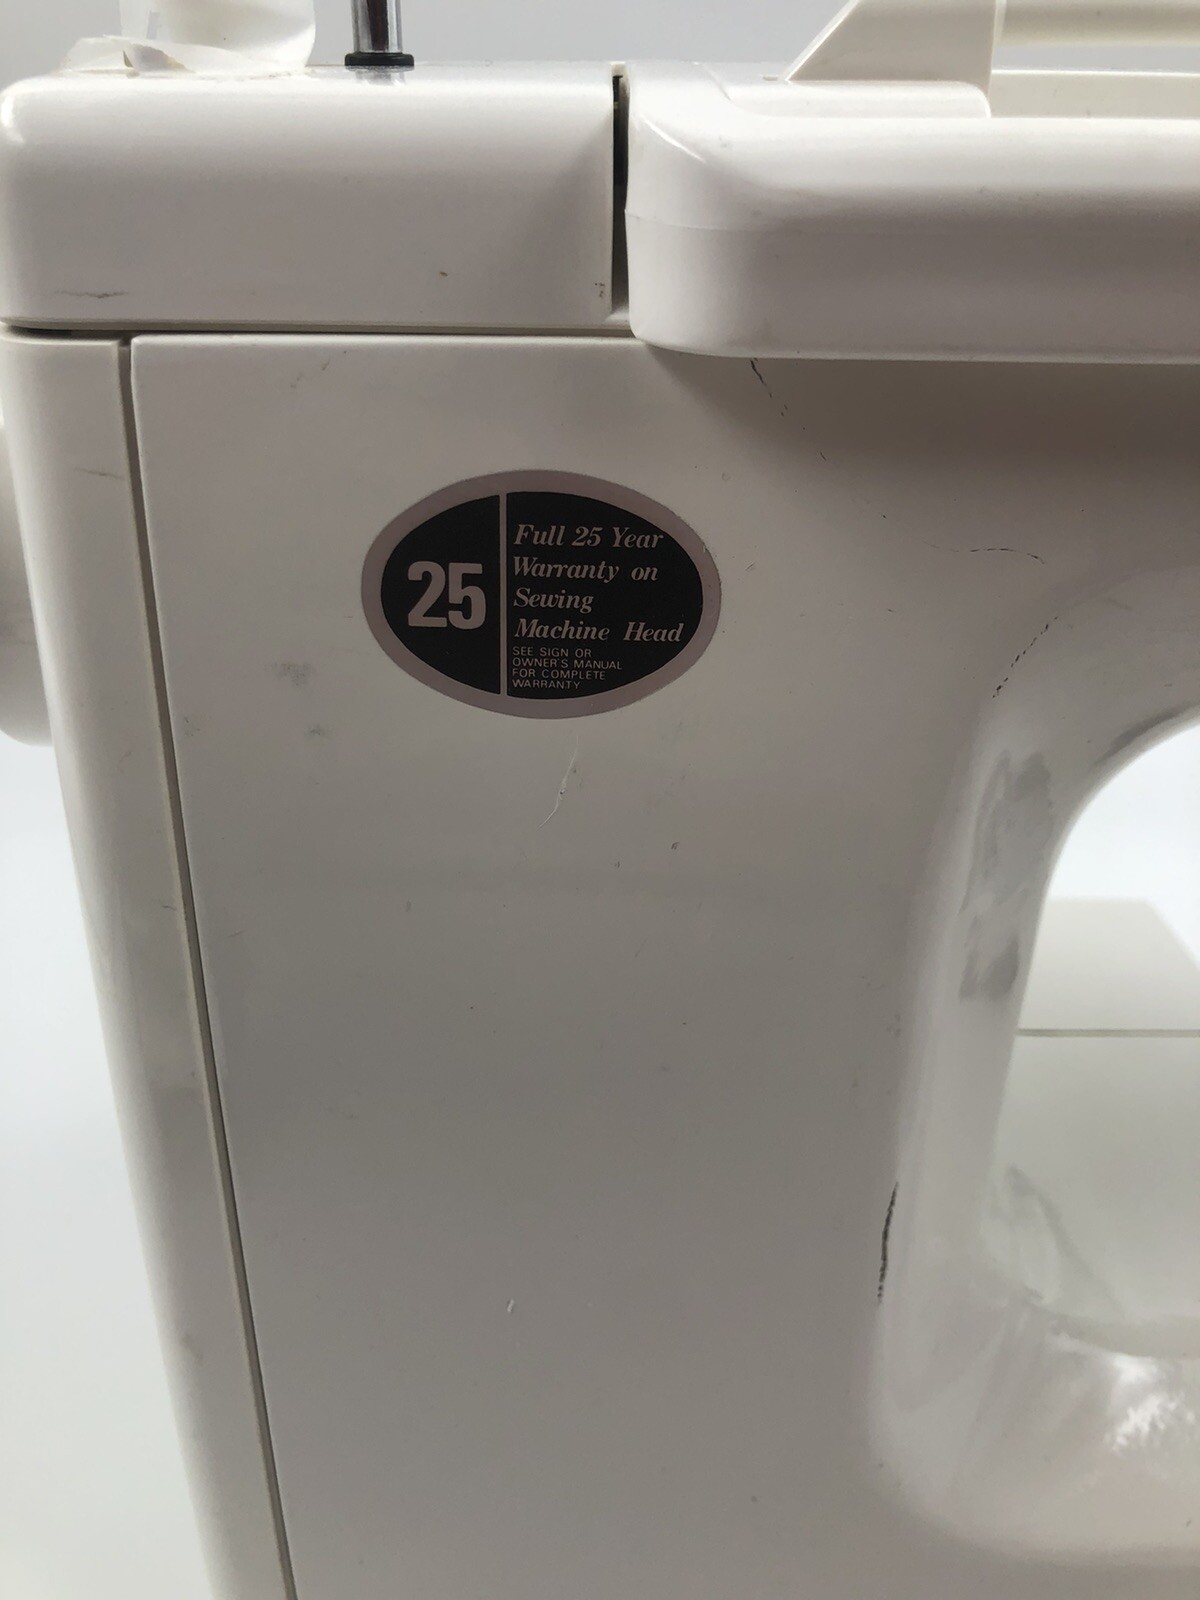 25
Full 25 Year
Warranty on
Sewing
Machine Head
SEE SIGN OR
OWNER'S MANUAL
FOR COMPLETE
WARRANTY